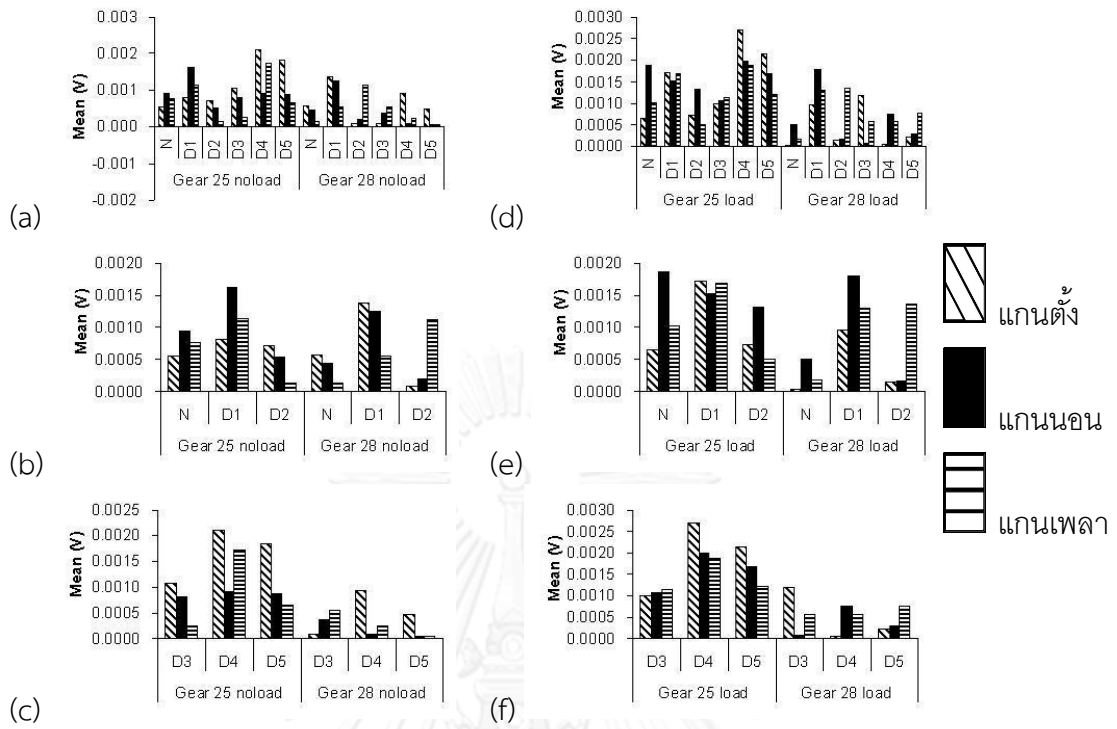 0.003
0.002
0.001
0.000
-0.001
-0.002
Mean (V)
N D1 D2 D3 D4 D5 N D1 D2 D3 D4 D5
Gear 25 noload Gear 28 noload
(a)
0.0030
0.0025
0.0020
0.0015
0.0010
0.0005
0.0000
Mean (V)
N D1 D2 D3 D4 D5 N D1 D2 D3 D4 D5
Gear 25 load Gear 28 load
(d)
0.0020
0.0015
0.0010
0.0005
0.0000
Mean (V)
N D1 D2 N D1 D2
Gear 25 noload Gear 28 noload
(b)
0.0020
0.0015
0.0010
0.0005
0.0000
Mean (V)
N D1 D2 N D1 D2
Gear 25 load Gear 28 load
(e)
0.0025
0.0020
0.0015
0.0010
0.0005
0.0000
Mean (V)
D3 D4 D5 D3 D4 D5
Gear 25 noload Gear 28 noload
(c)
0.0030
0.0025
0.0020
0.0015
0.0010
0.0005
0.0000
Mean (V)
D3 D4 D5 D3 D4 D5
Gear 25 load Gear 28 load
(f)
แกนตั้ง
แกนนอน
แกนเพลา